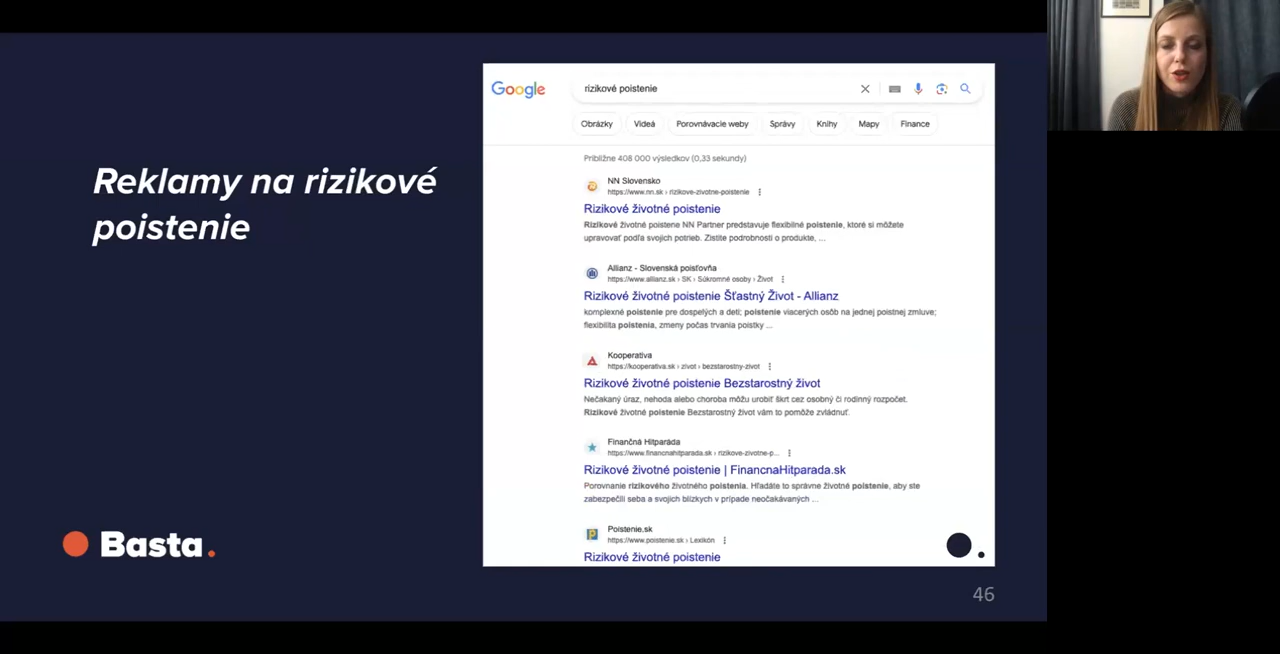 Reklamy na rizikové
poistenie
Basta.
Google
rizikové poistenie
Obrázky Videá Porovnávacie weby Správy Knihy Mapy Finance
Približne 408 000 výsledkov (0,33 sekundy)
NN Slovensko
https://www.nn.sk › rizikove-zivotne-poistenie
Rizikové životné poistenie
Rizikové životné poistene NN Partner predstavuje flexibilné poistenie, ktoré si môžete
upravovať podľa svojich potrieb. Zistite podrobnosti o produkte, ...
Allianz - Slovenská poisťovňa
https://www.allianz.sk › SK › Súkromné osoby › Život
Rizikové životné poistenie Šťastný Život - Allianz
komplexné poistenie pre dospelých a deti; poistenie viacerých osôb na jednej poistnej zmluve;
flexibilita poistenia, zmeny počas trvania poistky ...
Kooperativa
https://kooperativa.sk › zivot › bezstarostny-zivot
Rizikové životné poistenie Bezstarostný život
Nečakaný úraz, nehoda alebo choroba môžu urobiť škrt cez osobný či rodinný rozpočet.
Rizikové životné poistenie Bezstarostný život vám to pomôže zvládnuť.
Finančná Hitparáda
https://www.financnahitparada.sk › rizikove-zivotne-p...
Rizikové životné poistenie | FinancnaHitparada.sk
Porovnanie rizikového životného poistenia. Hľadáte to správne životné poistenie, aby ste
zabezpečili seba a svojich blízkych v prípade neočakávaných ...
Poistenie.sk
https://www.poistenie.sk › Lexikón
Rizikové životné poistenie
46